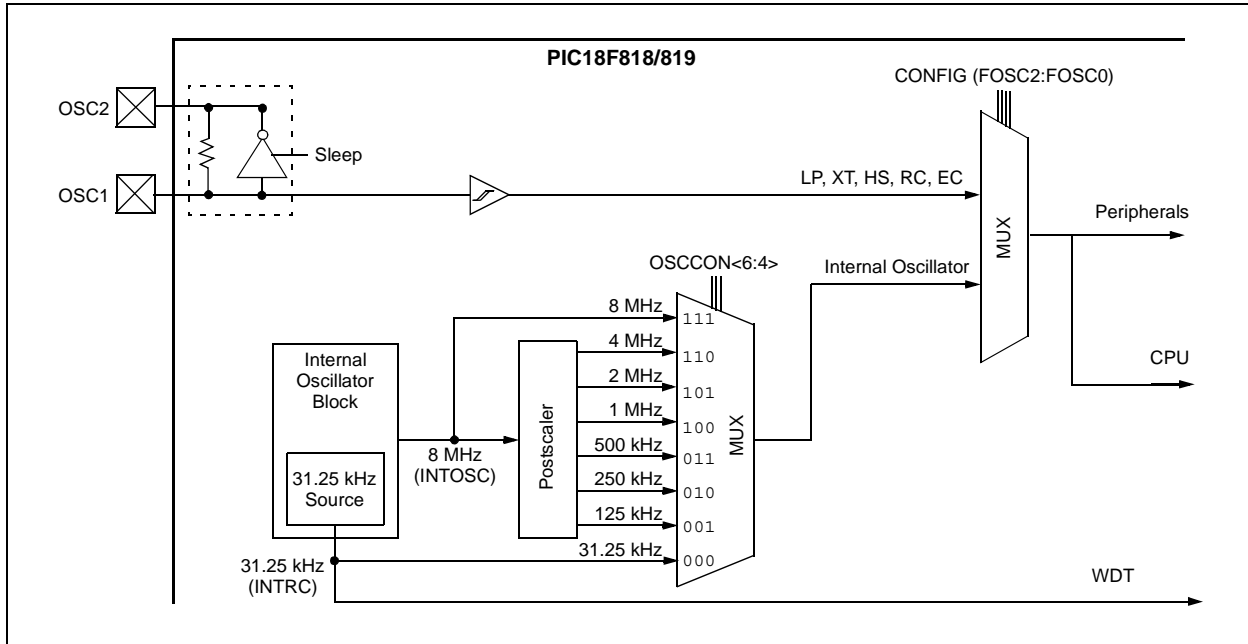 PIC18F818/819
CONFIG (FOSC2:FOSC0)
OSC2
Sleep
OSC1
LP, XT, HS, RC, EC
Peripherals
MUX
OSCCON<6:4>
Internal Oscillator
8 MHz
111
4 MHz
110
Internal
Oscillator
Block
CPU
2 MHz
101
1 MHz
100
MUX
Postscaler
8 MHz
(INTOSC)
500 kHz
011
31.25 kHz
Source
250 kHz
010
125 kHz
001
31.25 kHz
000
31.25 kHz
(INTRC)
WDT